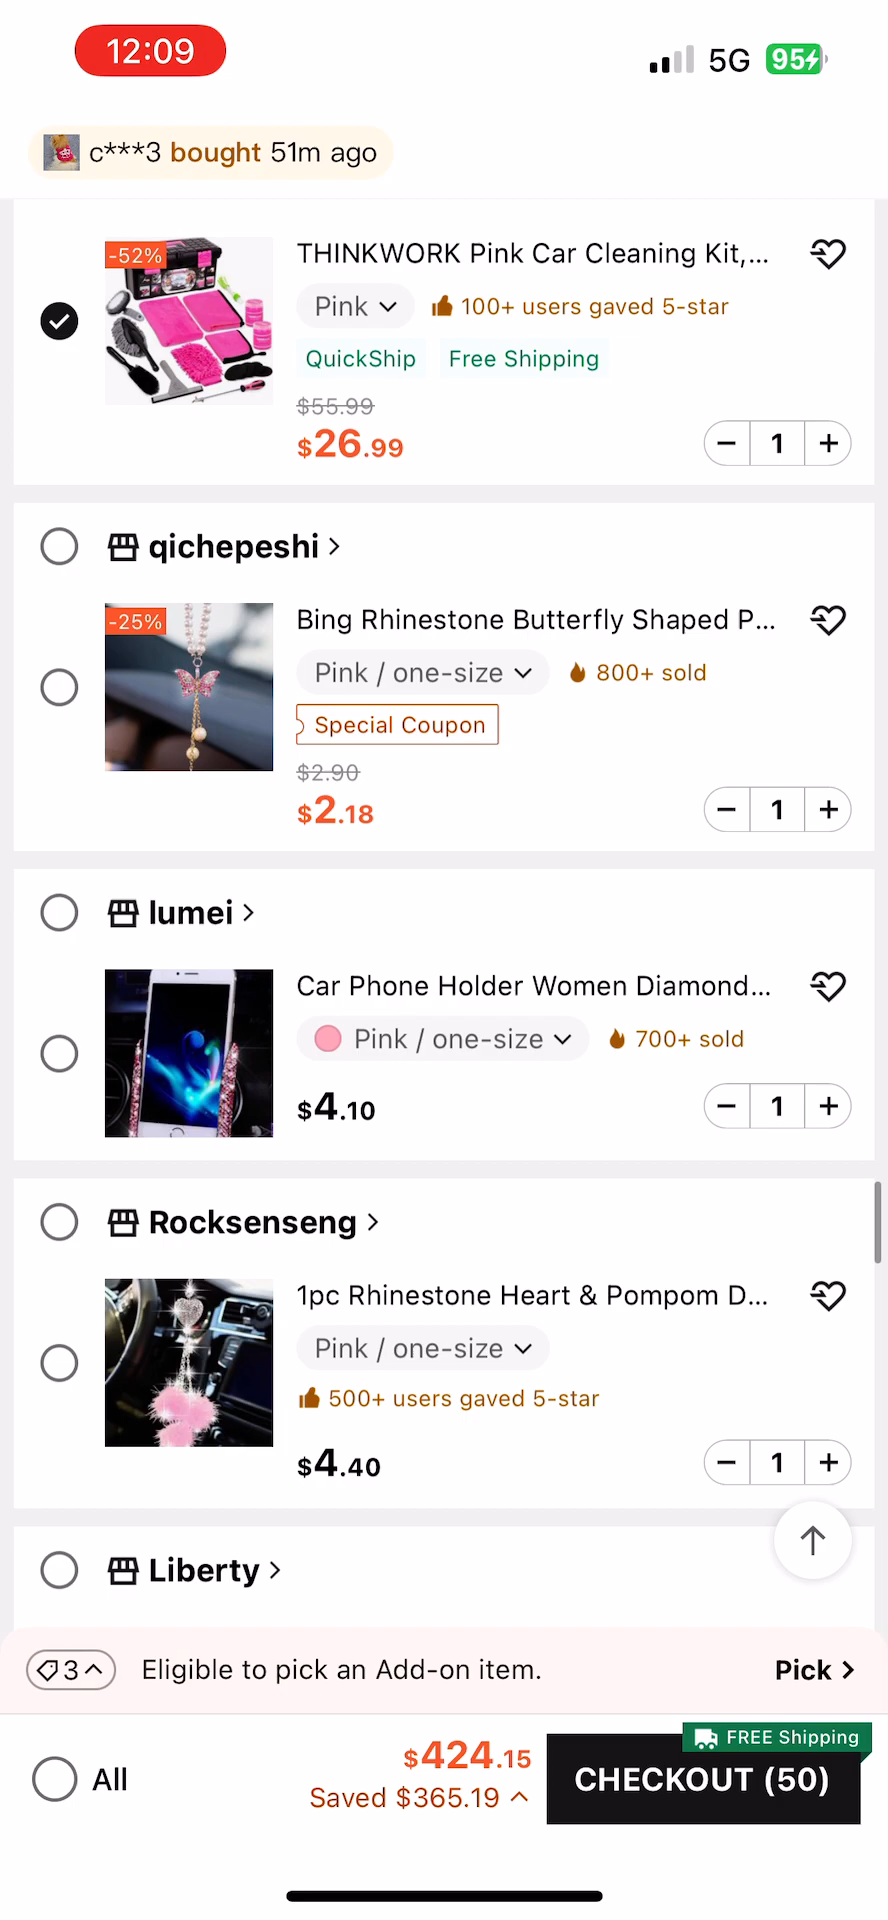 12:09
5G 95
c***3 bought 51m ago
-52%
THINKWORK Pink Car Cleaning Kit,...
Pink
100+ users gaved 5-star
QuickShip
Free Shipping
$55.99
$26.99
1
qichepeshi
-25%
Bing Rhinestone Butterfly Shaped P...
Pink / one-size
800+ sold
Special Coupon
$2.90
$2.18
1
lumei
Car Phone Holder Women Diamond...
Pink / one-size
700+ sold
$4.10
1
Rocksenseng
1pc Rhinestone Heart & Pompom D...
Pink / one-size
500+ users gaved 5-star
$4.40
1
Liberty
3
Eligible to pick an Add-on item.
Pick
FREE Shipping
All
$424.15
Saved $365.19
CHECKOUT (50)